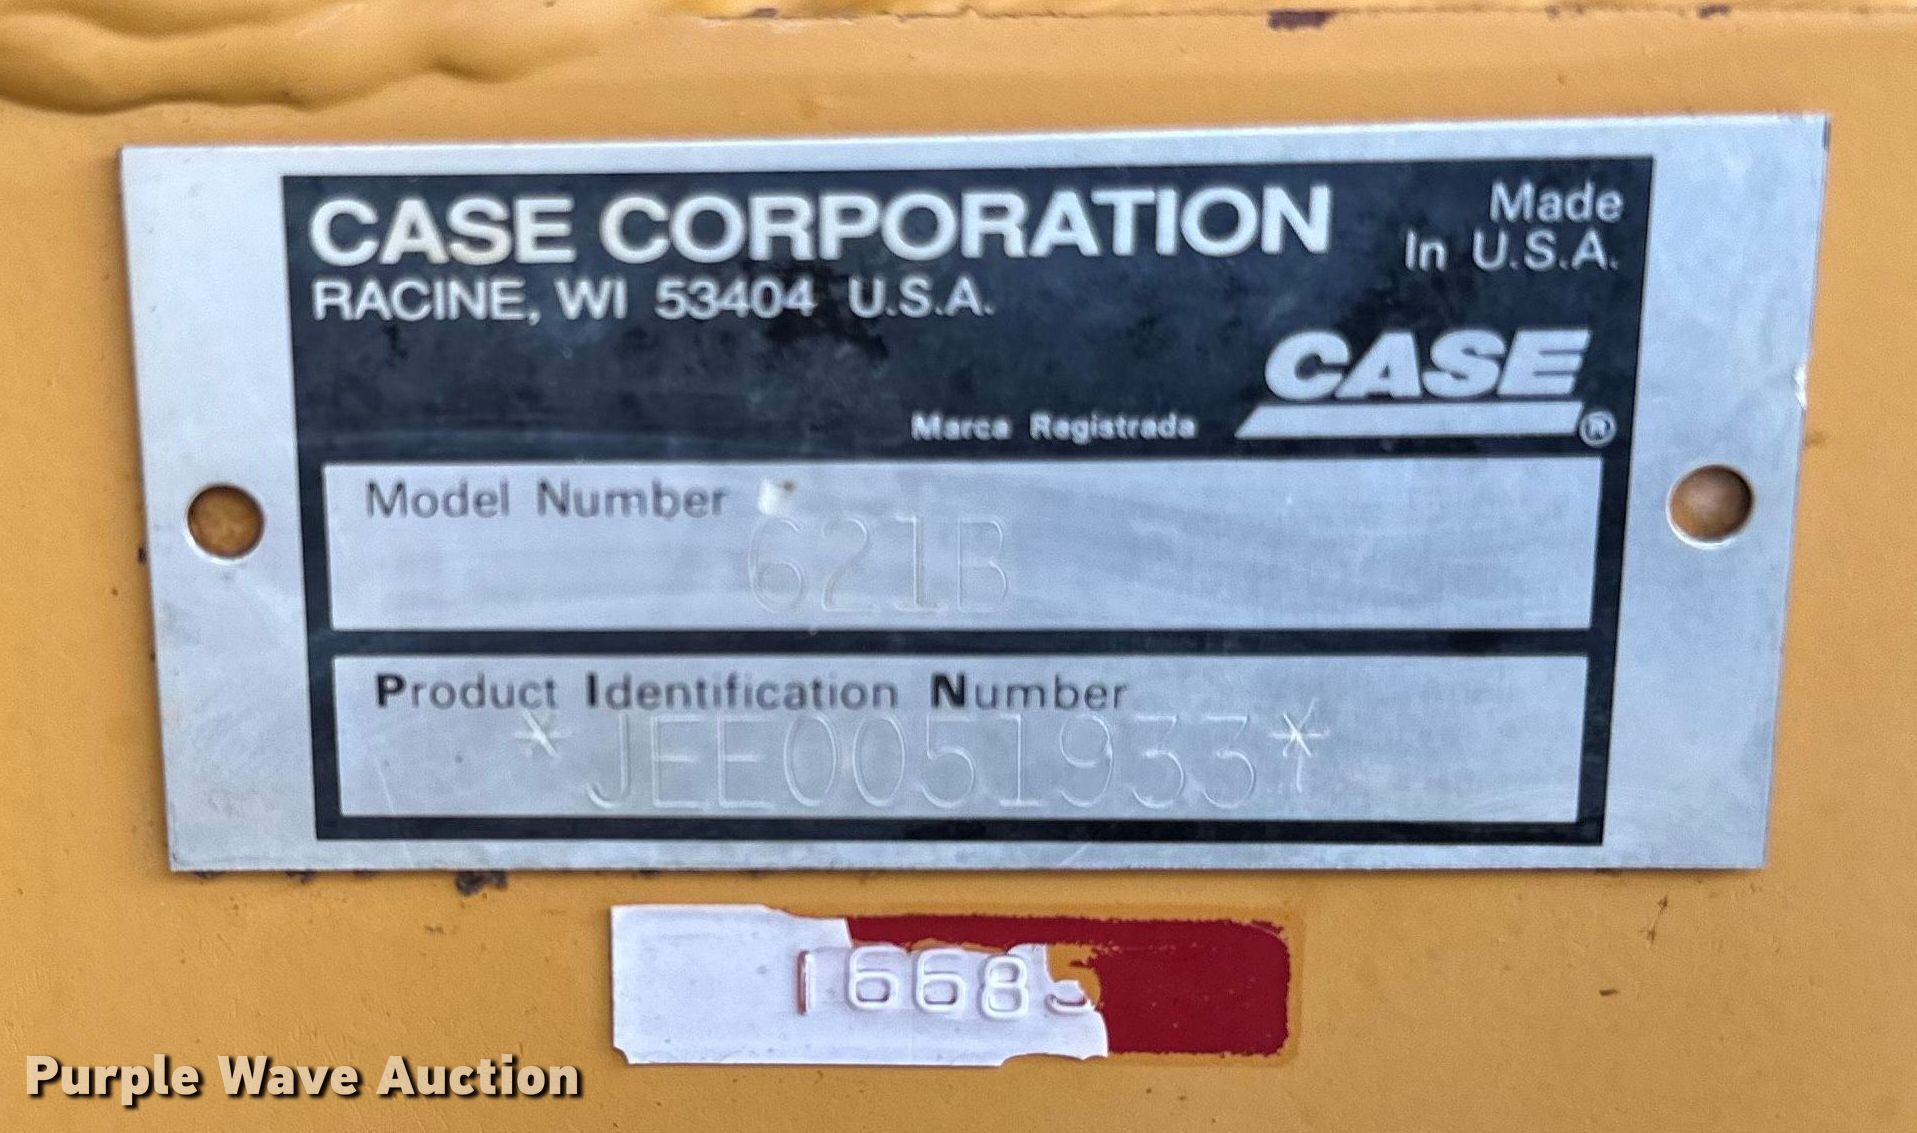 CASE CORPORATION
Made
In U.S.A.
RACINE, WI 53404 U.S.A.
CASE
Marca Registrada
®
Model Number
621B
Product Identification Number
*JEE0051933*
Purple Wave Auction